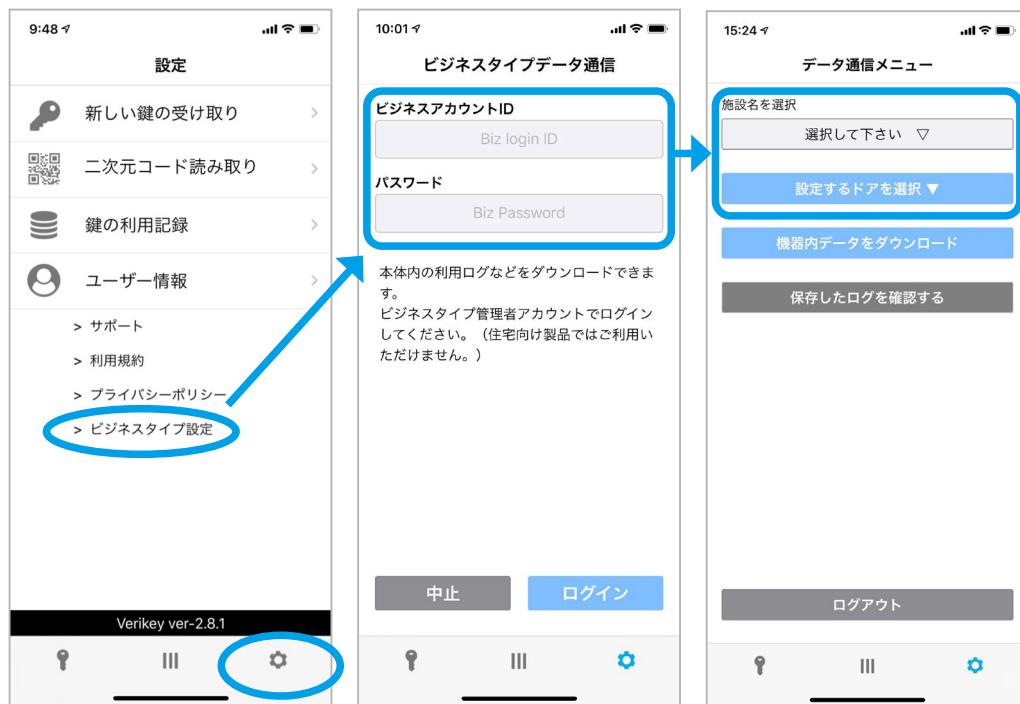 9:48
設定
新しい鍵の受け取り
二次元コード読み取り
鍵の利用記録
ユーザー情報
> サポート
> 利用規約
> プライバシーポリシー
> ビジネスタイプ設定
Verikey ver-2.8.1
10:01
ビジネスタイプデータ通信
ビジネスアカウントID
Biz login ID
パスワード
Biz Password
本体内の利用ログなどをダウンロードできま
す。
ビジネスタイプ管理者アカウントでログイン
してください。（住宅向け製品ではご利用い
ただけません。）
中止
ログイン
15:24
データ通信メニュー
施設名を選択
選択して下さい ▽
設定するドアを選択 ▼
機器内データをダウンロード
保存したログを確認する
ログアウト